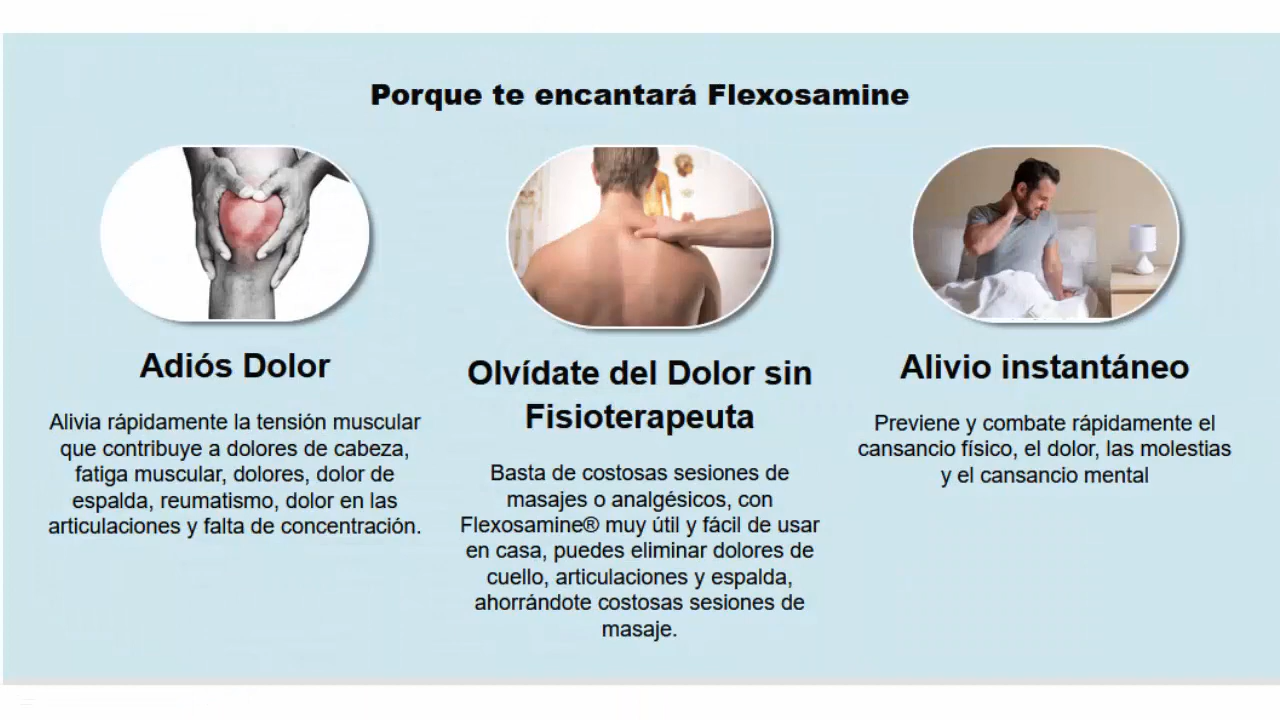 Porque te encantará Flexosamine
Adiós Dolor
Alivia rápidamente la tensión muscular
que contribuye a dolores de cabeza,
fatiga muscular, dolores, dolor de
espalda, reumatismo, dolor en las
articulaciones y falta de concentración.
Olvídate del Dolor sin
Fisioterapeuta
Basta de costosas sesiones de
masajes o analgésicos, con
Flexosamine® muy útil y fácil de usar
en casa, puedes eliminar dolores de
cuello, articulaciones y espalda,
ahorrándote costosas sesiones de
masaje.
Alivio instantáneo
Previene y combate rápidamente el
cansancio físico, el dolor, las molestias
y el cansancio mental